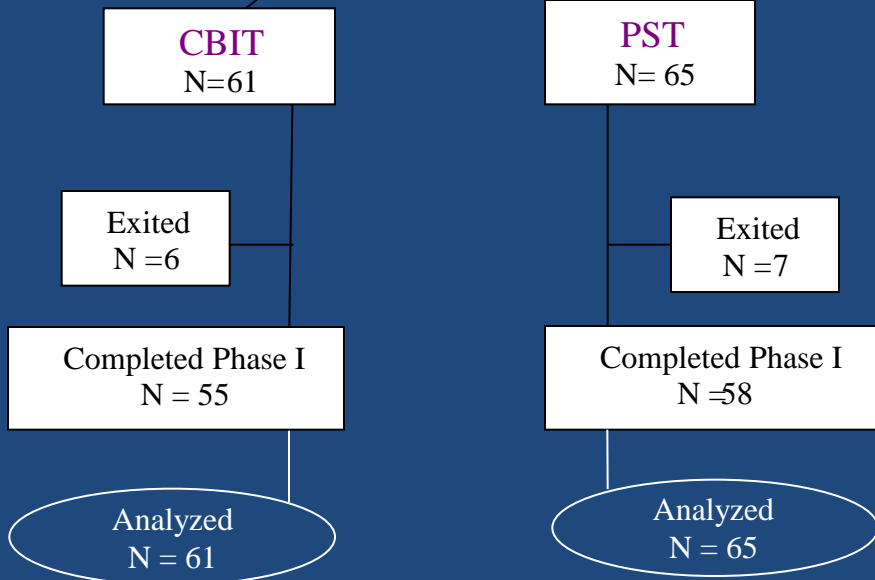 CBIT
N=61
PST
N= 65
Exited
N =6
Exited
N =7
Completed Phase I
N = 55
Completed Phase I
N =58
Analyzed
N = 61
Analyzed
N = 65